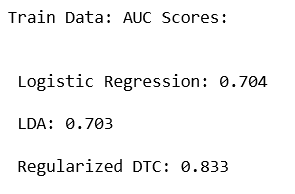 Train Data: AUC Scores:
Logistic Regression: 0.704
LDA: 0.703
Regularized DTC: 0.833